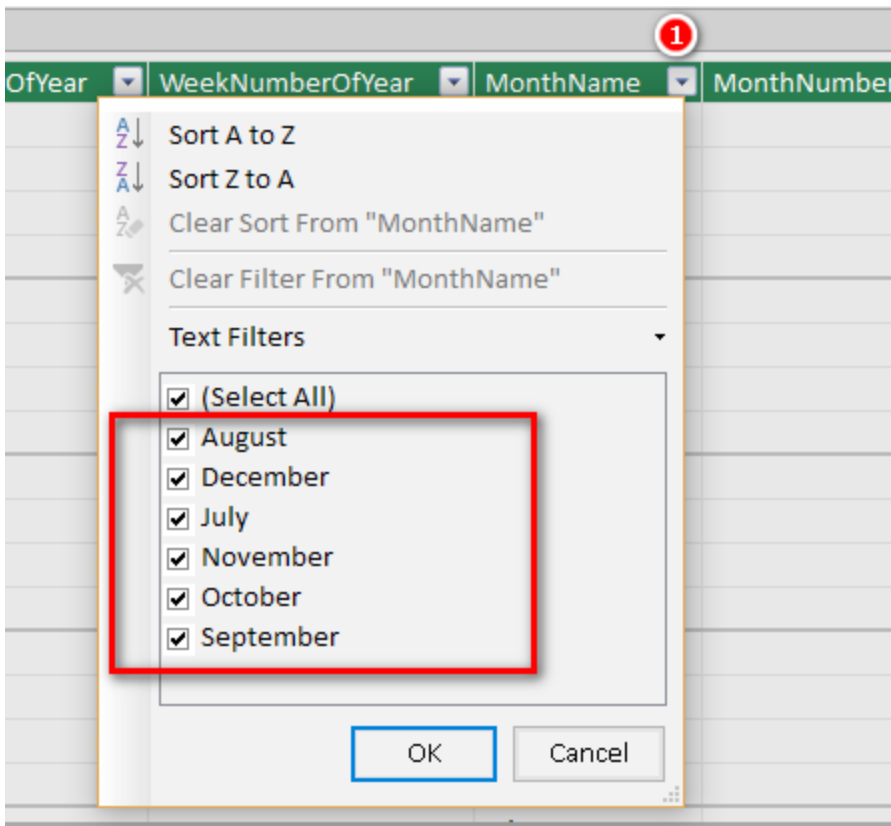 1
OfYear WeekNumberOfYear MonthName MonthNumber
Sort A to Z
Sort Z to A
Clear Sort From "MonthName"
Clear Filter From "MonthName"
Text Filters
(Select All)
August
December
July
November
October
September
OK Cancel